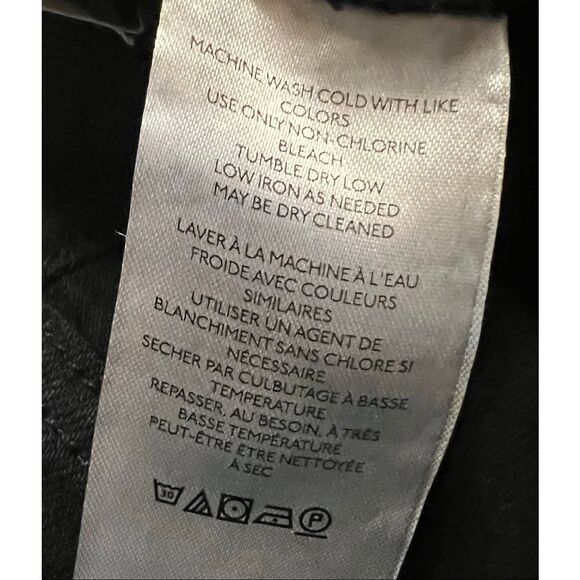 MACHINE WASH COLD WITH LIKE
COLORS
USE ONLY NON-CHLORINE
BLEACH
TUMBLE DRY LOW
LOW IRON AS NEEDED
MAY BE DRY CLEANED
LAVER À LA MACHINE À L'EAU
FROIDE AVEC COULEURS
SIMILAIRES
UTILISER UN AGENT DE
BLANCHIMENT SANS CHLORE SI
NÉCESSAIRE
SECHER PAR CULBUTAGE À BASSE
TEMPERATURE
REPASSER, AU BESOIN, À TRÈS
BASSE TEMPÉRATURE
PEUT-ÊTRE ÊTRE NETTOYÉE
À SEC
30 P